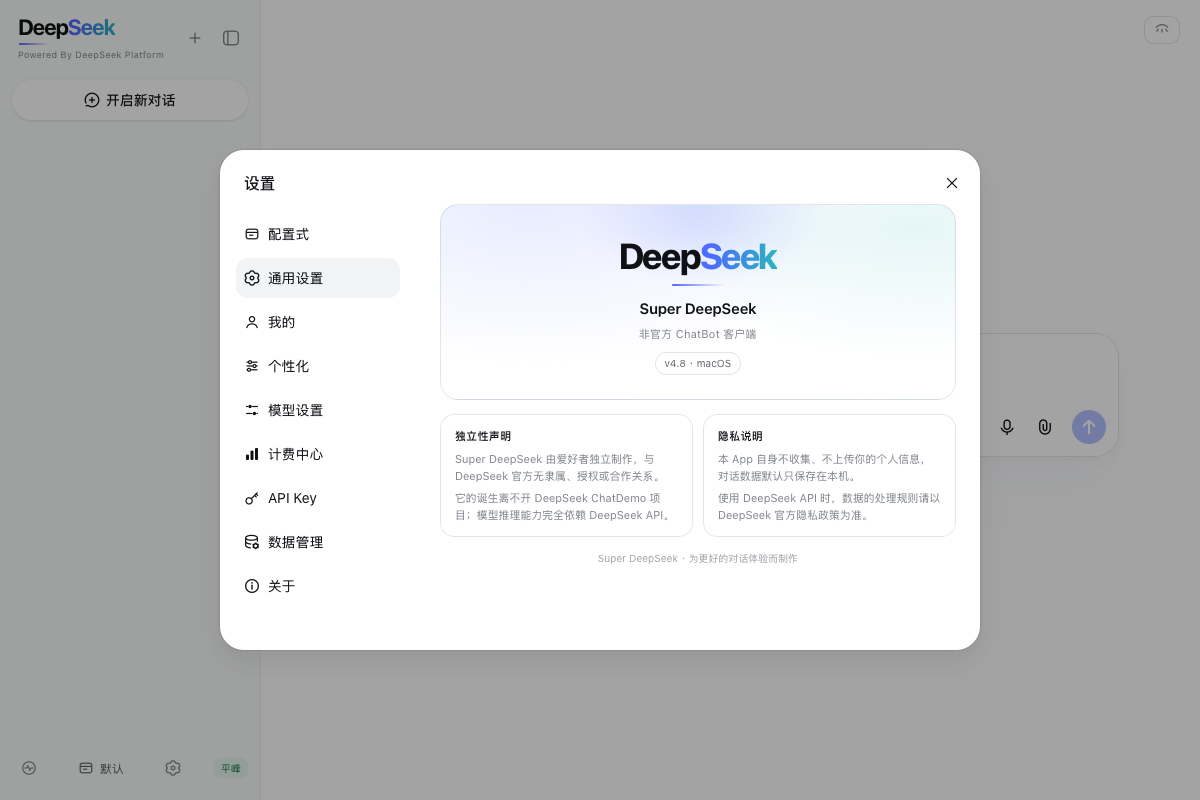 DeepSeek
Powered By DeepSeek Platform
开启新对话
设置
配置式
通用设置
我的
个性化
模型设置
计费中心
API Key
数据管理
关于
DeepSeek
Super DeepSeek
非官方 ChatBot 客户端
v4.8 · macOS
独立性声明
Super DeepSeek 由爱好者独立制作，与
DeepSeek 官方无隶属、授权或合作关系。
它的诞生离不开 DeepSeek ChatDemo 项
目；模型推理能力完全依赖 DeepSeek API。
隐私说明
本 App 自身不收集、不上传你的个人信息，
对话数据默认只保存在本机。
使用 DeepSeek API 时，数据的处理规则请以
DeepSeek 官方隐私政策为准。
Super DeepSeek · 为更好的对话体验而制作
默认
平峰